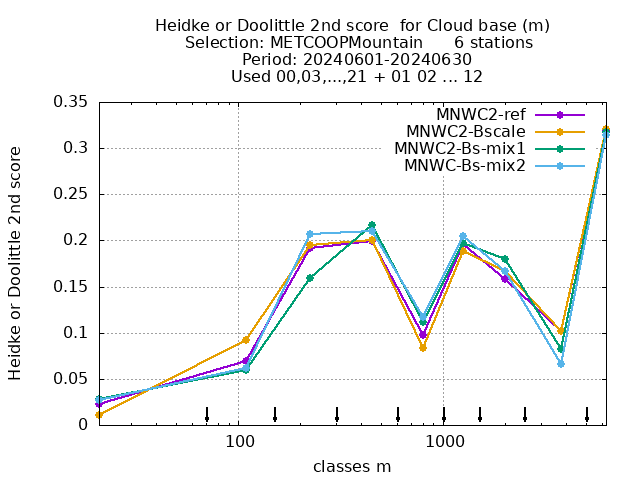 Heidke or Doolittle 2nd score  for Cloud base (m)
Selection: METCOOPMountain      6 stations
Period: 20240601-20240630
Used 00,03,...,21 + 01 02 ... 12
Heidke or Doolittle 2nd score
0.35
0.3
0.25
0.2
0.15
0.1
0.05
0
MNWC2-ref
MNWC2-Bscale
MNWC2-Bs-mix1
MNWC-Bs-mix2
100
1000
classes m